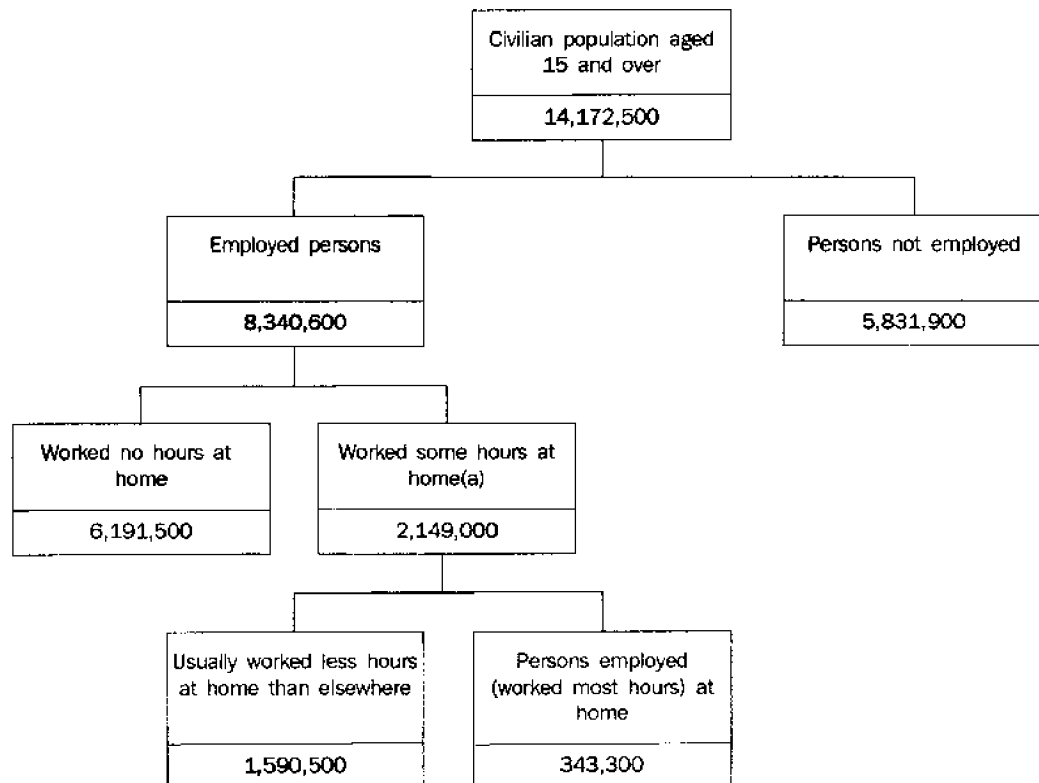 Civilian population aged
15 and over
14,172,500
Employed persons
8,340,600
Persons not employed
5,831,900
Worked no hours at
home
6,191,500
Worked some hours at
home(a)
2,149,000
Usually worked less hours
at home than elsewhere
1,590,500
Persons employed
(worked most hours) at
home
343,300